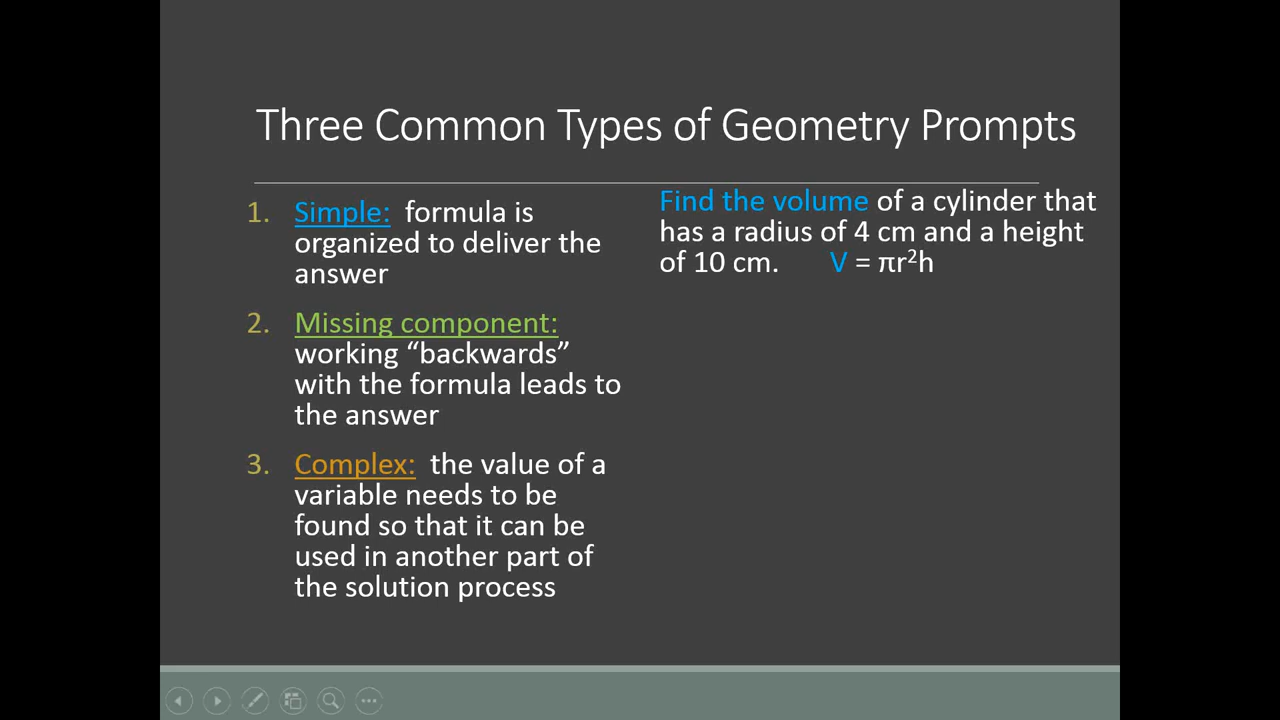 Three Common Types of Geometry Prompts
1. Simple: formula is
organized to deliver the
answer
2. Missing component:
working “backwards”
with the formula leads to
the answer
3. Complex: the value of a
variable needs to be
found so that it can be
used in another part of
the solution process
Find the volume of a cylinder that
has a radius of 4 cm and a height
of 10 cm. V = πr²h